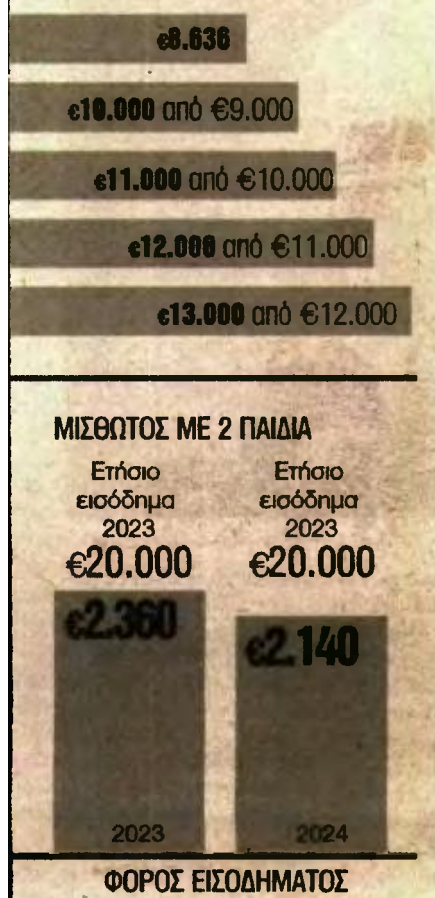 €8.636
€10.000 από €9.000
€11.000 από €10.000
€12.000 από €11.000
€13.000 από €12.000
ΜΙΣΘΩΤΟΣ ΜΕ 2 ΠΑΙΔΙΑ
Ετήσιο Ετήσιο
εισόδημα εισόδημα
2023 2023
€20.000 €20.000
€2.360 €2.140
2023 2024
ΦΟΡΟΣ ΕΙΣΟΔΗΜΑΤΟΣ